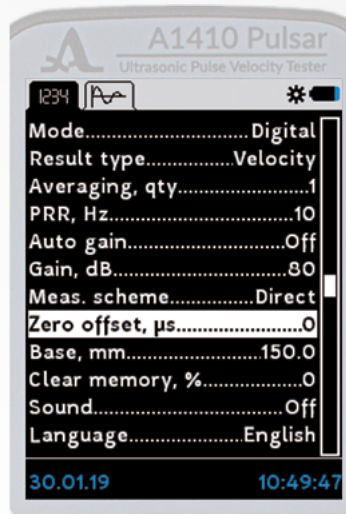 A1410 Pulsar
Ultrasonic Pulse Velocity Tester
1234
Mode..........................Digital
Result type................Velocity
Averaging, qty.....................1
PRR, Hz...........................10
Auto gain........................Off
Gain, dB..........................80
Meas. scheme..............Direct
Zero offset, µs.....................0
Base, mm.....................150.0
Clear memory, %.................0
Sound............................Off
Language....................English
30.01.19 10:49:47